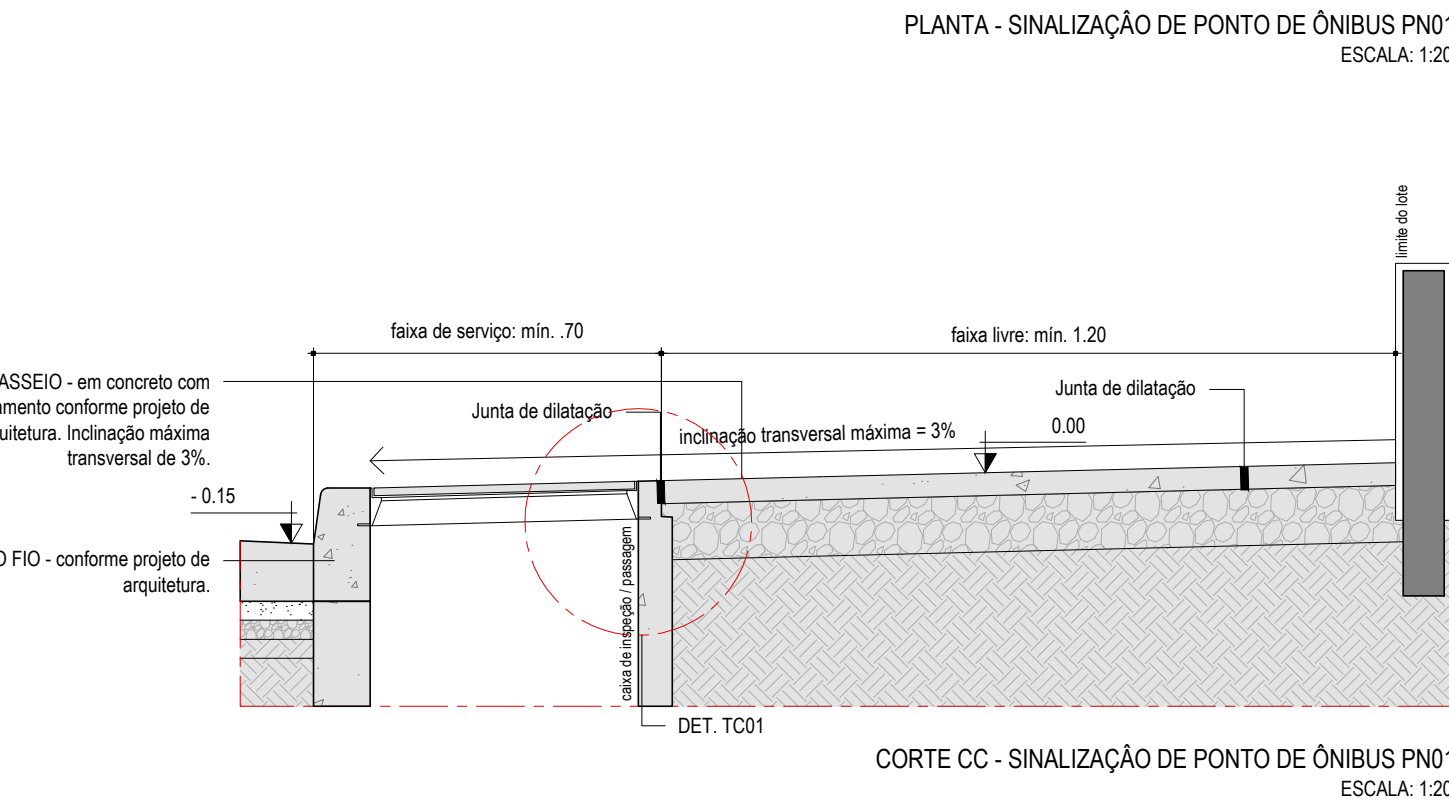 PLANTA - SINALIZAÇÂO DE PONTO DE ÔNIBUS PN01
ESCALA: 1:20
limite do lote
faixa de serviço: mín. .70
faixa livre: mín. 1.20
ASSEIO - em concreto com
amento conforme projeto de
uitetura. Inclinação máxima
transversal de 3%.
Junta de dilatação
Junta de dilatação
inclinação transversal máxima = 3%
0.00
- 0.15
O FIO - conforme projeto de
arquitetura.
caixa de inspeção / passagem
DET. TC01
CORTE CC - SINALIZAÇÂO DE PONTO DE ÔNIBUS PN01
ESCALA: 1:20